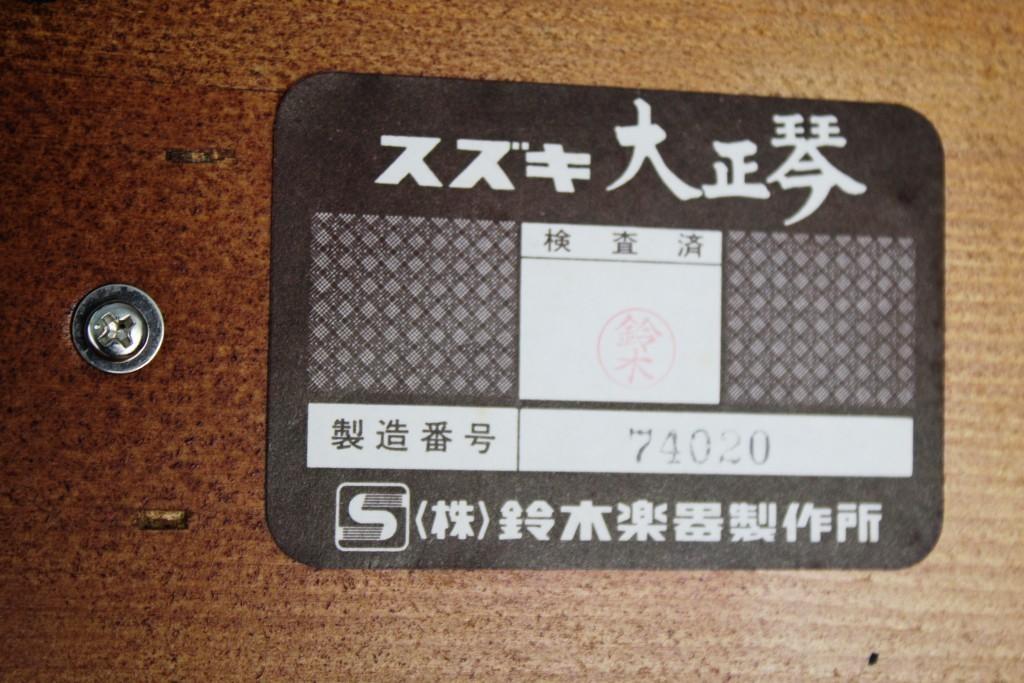 スズキ大正琴
検査済
鈴木
製造番号 74020
S〈株〉鈴木楽器製作所